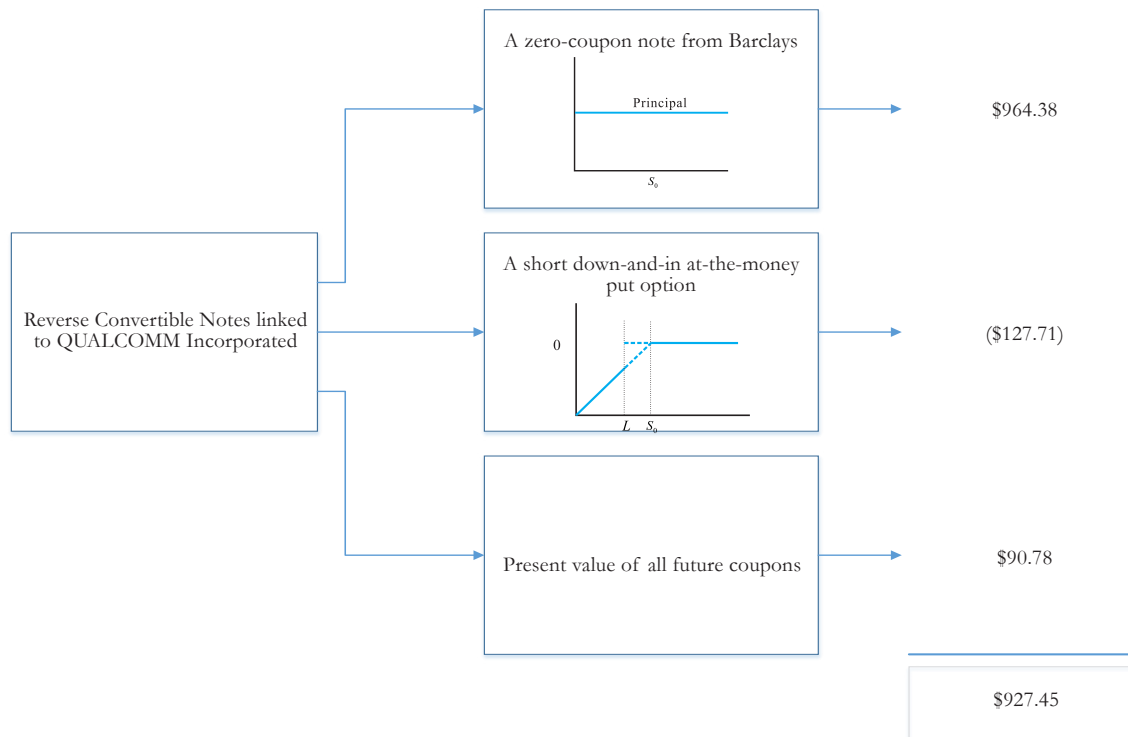 A zero-coupon note from Barclays
Principal
S₀
$964.38
Reverse Convertible Notes linked
to QUALCOMM Incorporated
A short down-and-in at-the-money
put option
0
L S₀
($127.71)
Present value of all future coupons
$90.78
$927.45